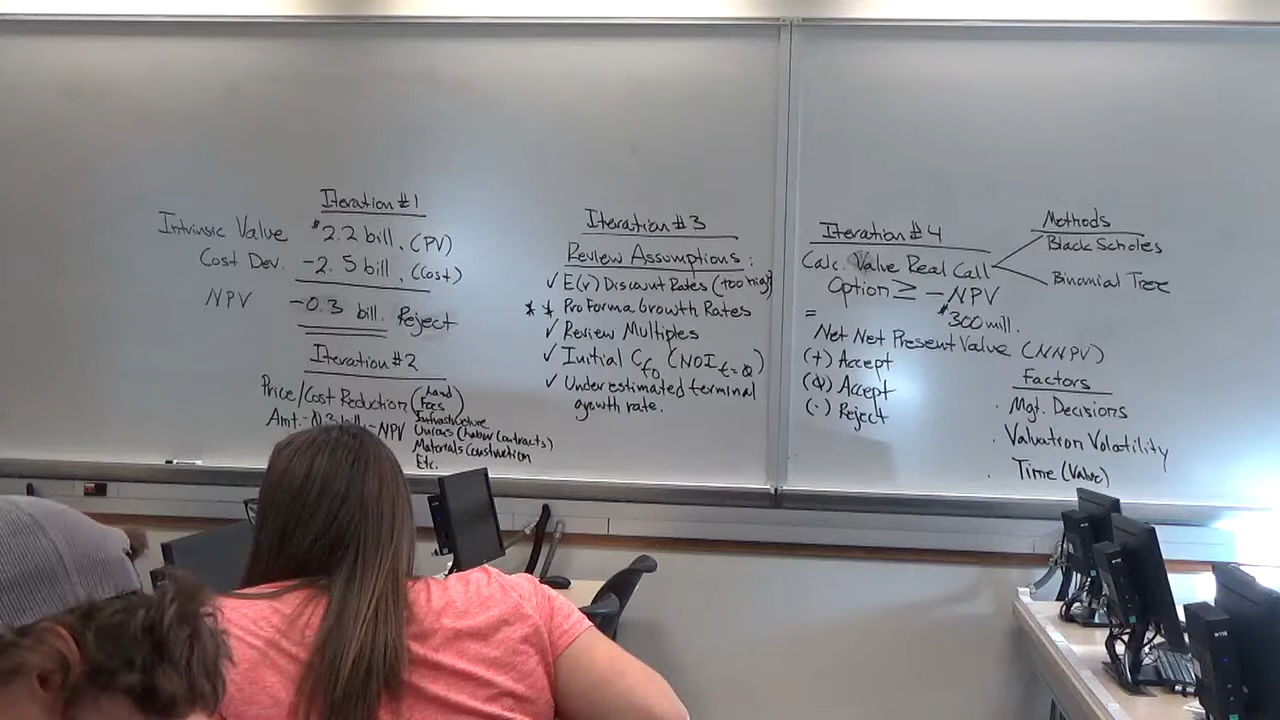 Iteration #1
Intrinsic Value $2.2 bill. (PV)
Cost Dev. -2.5 bill. (Cost)
NPV -0.3 bill. Reject
Iteration #2
Price/Cost Reduction (Land
Fees)
Infrastructure
Amt. NPV Unions (Labor Contracts)
Materials Construction
Etc.
Iteration #3
Review Assumptions:
✓ E(r) Discount Rates (too high)
* * Pro Forma Growth Rates
✓ Review Multiples
✓ Initial Cf₀ (NOI t=0)
✓ Underestimated terminal
growth rate.
Iteration #4
Calc. Value Real Call
Option ≥ -NPV
$300 mill.
=
Net Net Present Value (NNPV)
(+) Accept
(0) Accept
(-) Reject
Methods
Black Scholes
Binomial Tree
Factors
. Mgt. Decisions
. Valuation Volatility
. Time (Value)